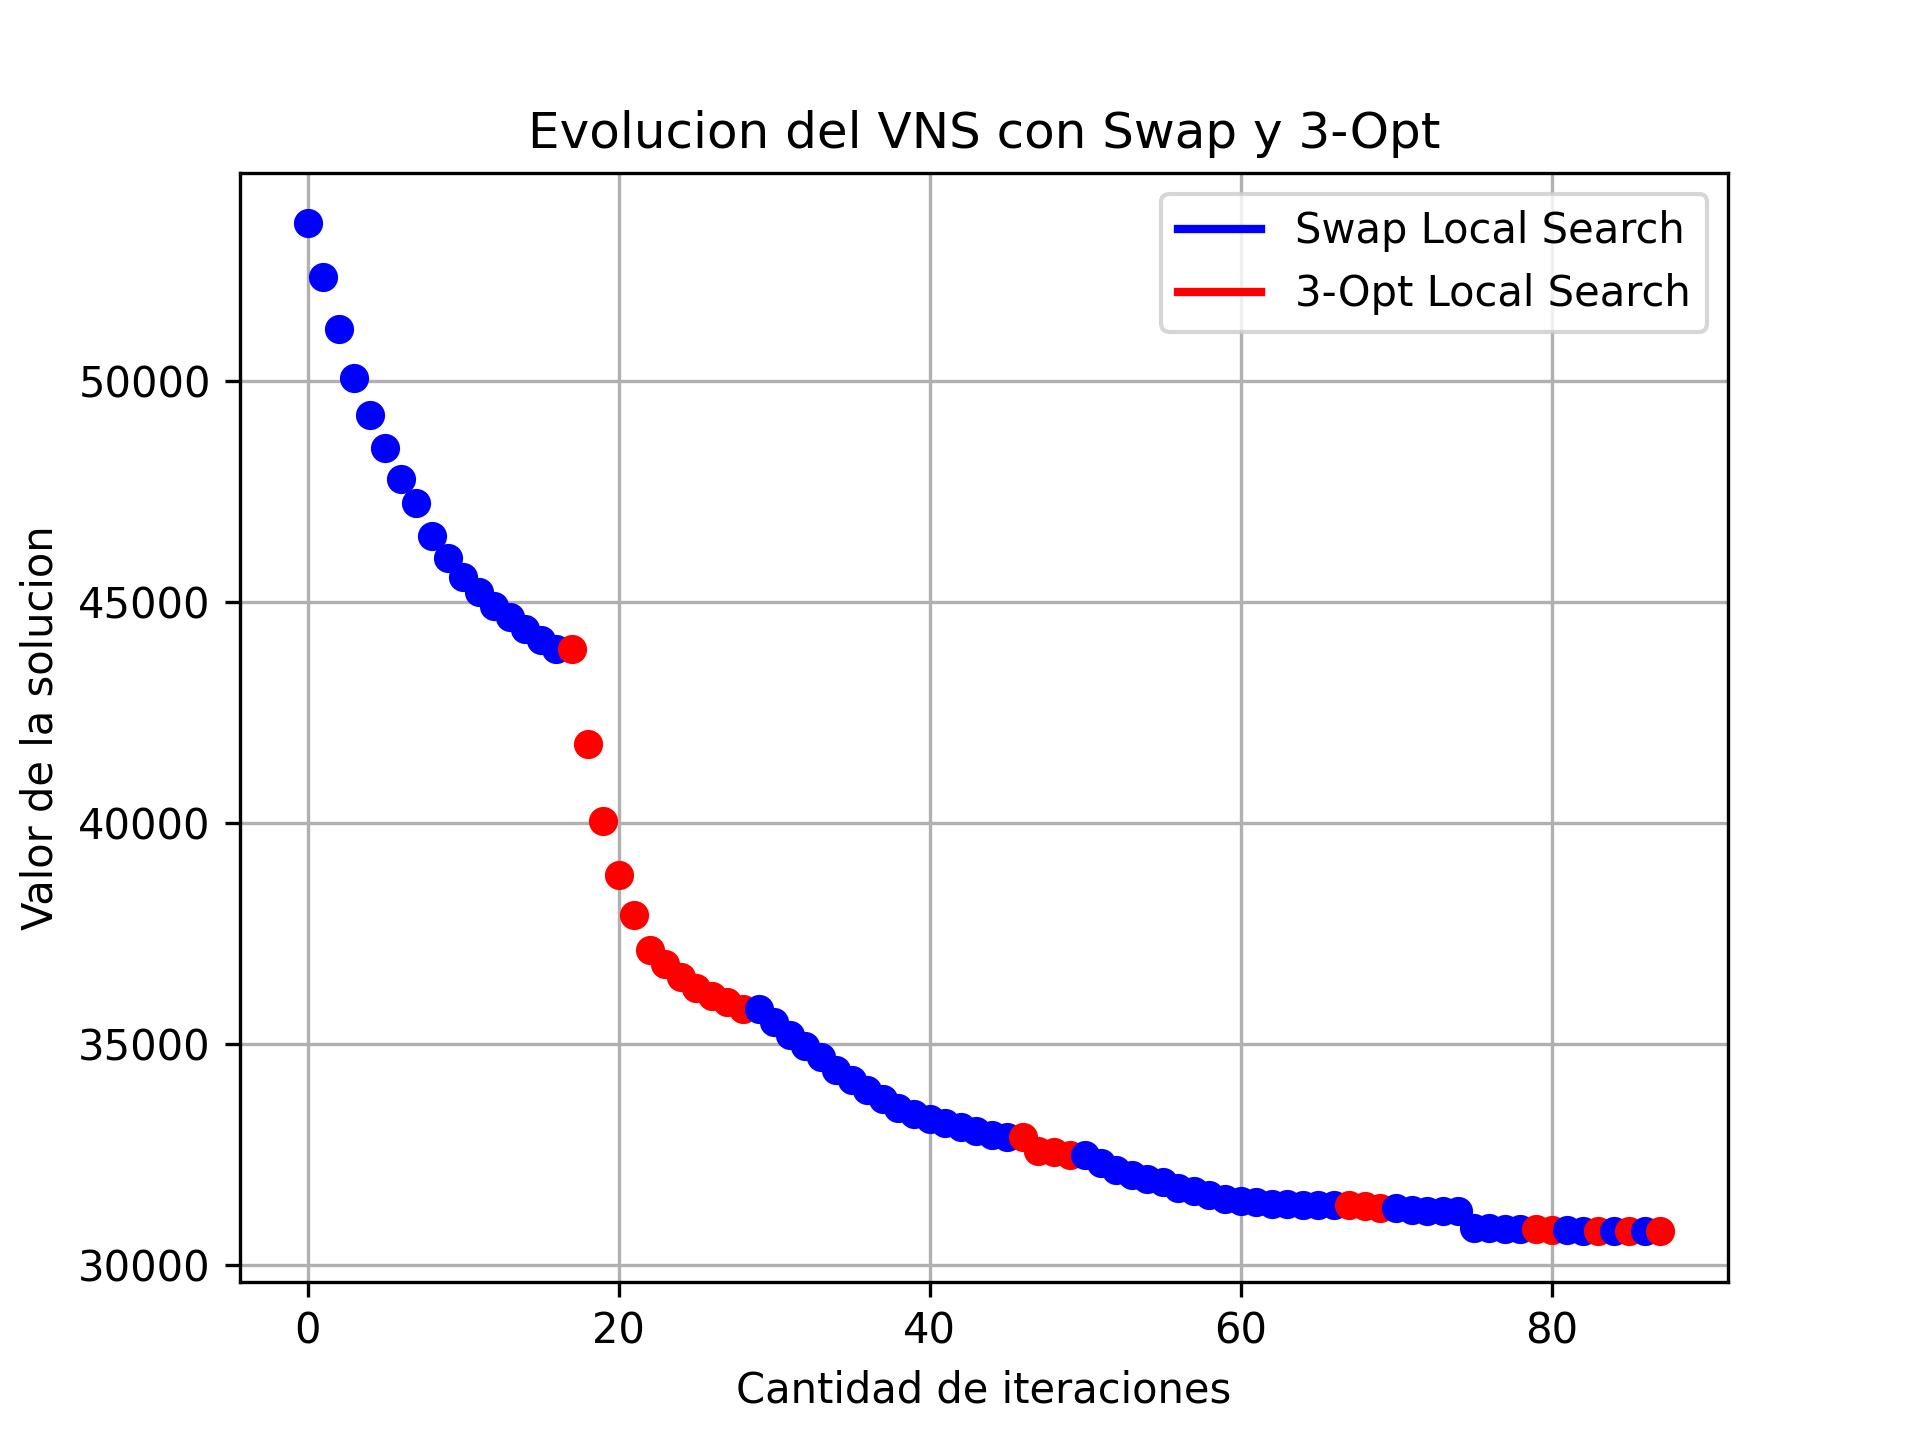 Evolucion del VNS con Swap y 3-Opt
Swap Local Search
3-Opt Local Search
Valor de la solucion
50000
45000
40000
35000
30000
0 20 40 60 80
Cantidad de iteraciones